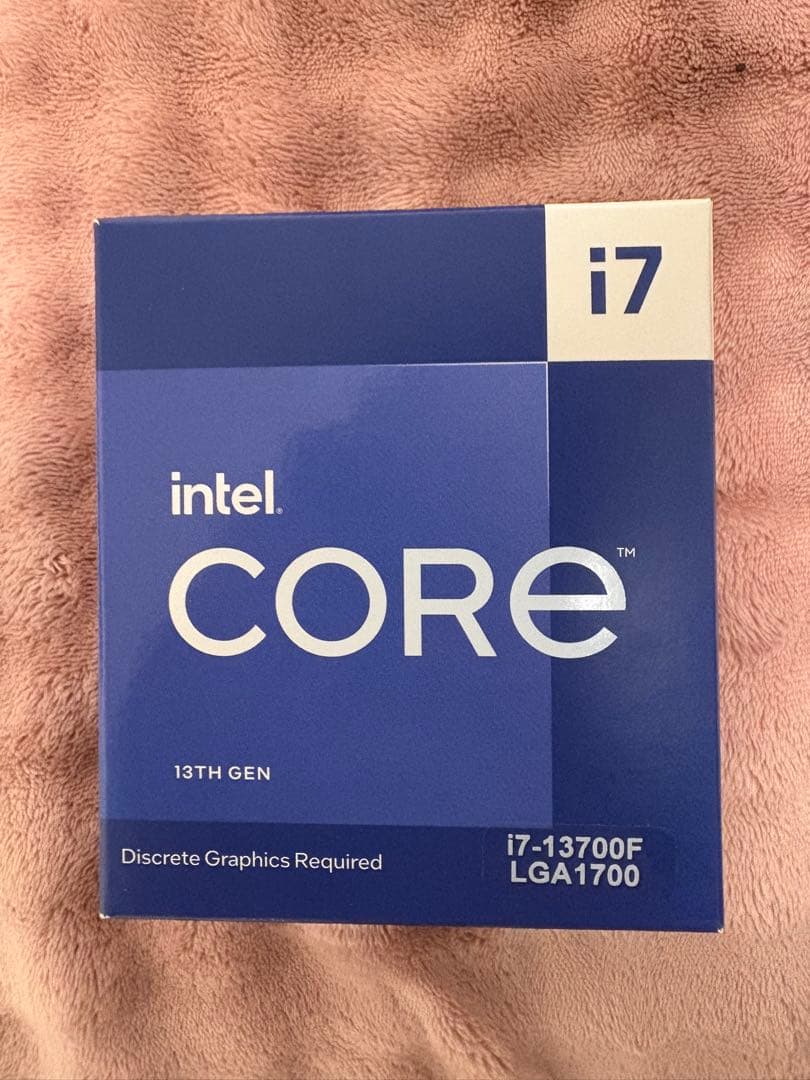 i7
intel.
CORe™
13TH GEN
Discrete Graphics Required
i7-13700F
LGA1700